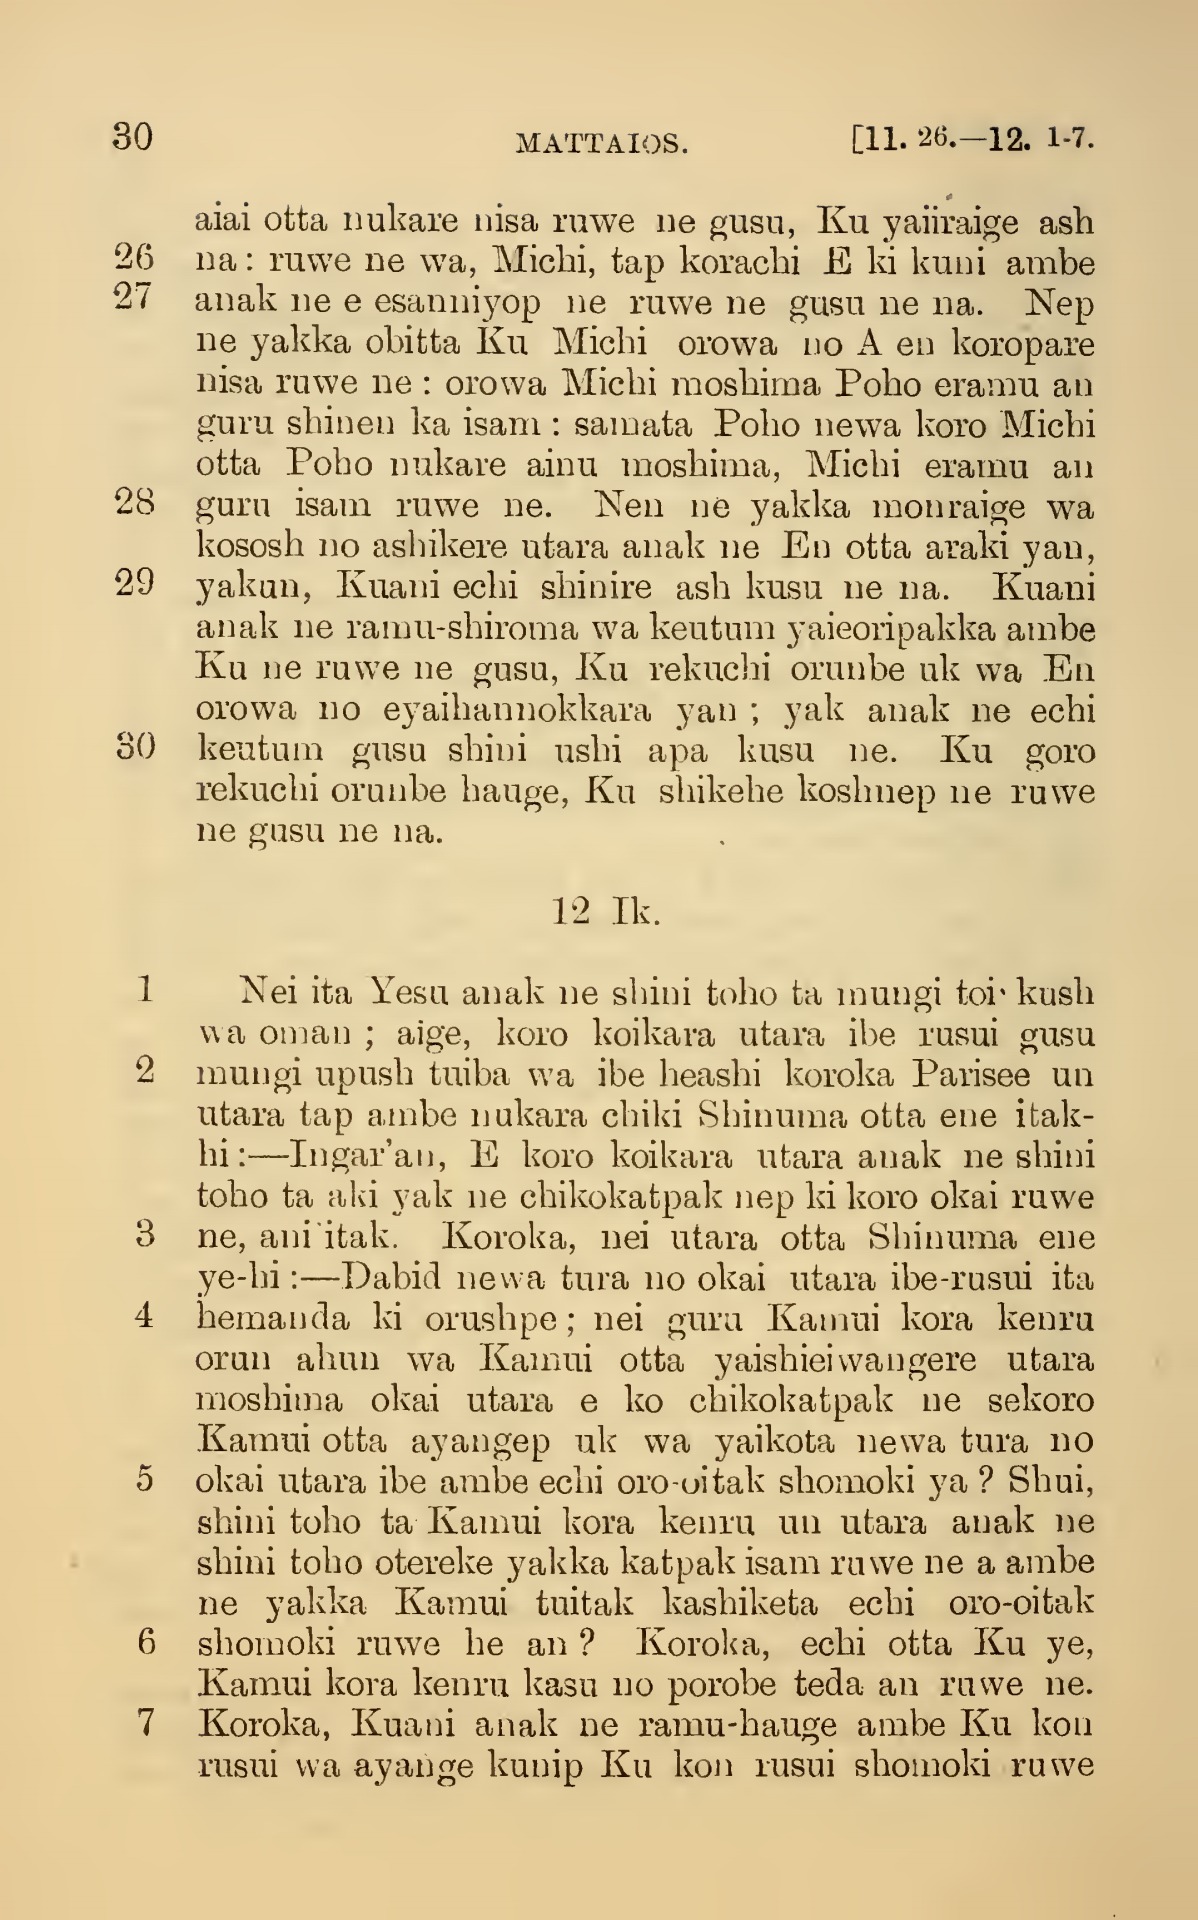 30 MATTAIOS. [11. 26.—12. 1-7.
aiai otta nukare nisa ruwe ne gusu, Ku yaiiraige ash
26 na : ruwe ne wa, Michi, tap korachi E ki kuni ambe
27 anak ne e esanniyop ne ruwe ne gusu ne na. Nep
ne yakka obitta Ku Michi orowa no A en koropare
nisa ruwe ne : orowa Michi moshima Poho eramu an
guru shinen ka isam : samata Poho newa koro Michi
otta Poho nukare ainu moshima, Michi eramu an
28 guru isam ruwe ne. Nen ne yakka monraige wa
kososh no ashikere utara anak ne En otta araki yan,
29 yakun, Kuani echi shinire ash kusu ne na. Kuani
anak ne ramu-shiroma wa keutum yaieoripakka ambe
Ku ne ruwe ne gusu, Ku rekuchi orunbe uk wa En
orowa no eyaihannokkara yan ; yak anak ne echi
30 keutum gusu shini ushi apa kusu ne. Ku goro
rekuchi orunbe hauge, Ku shikehe koshnep ne ruwe
ne gusu ne na.
12 Ik.
1 Nei ita Yesu anak ne shini toho ta mungi toi kush
wa oman ; aige, koro koikara utara ibe rusui gusu
2 mungi upush tuiba wa ibe heashi koroka Parisee un
utara tap ambe nukara chiki Shinuma otta ene itak-
hi :—Ingar'an, E koro koikara utara anak ne shini
toho ta aki yak ne chikokatpak nep ki koro okai ruwe
3 ne, ani itak. Koroka, nei utara otta Shinuma ene
ye-hi :—Dabid newa tura no okai utara ibe-rusui ita
4 hemanda ki orushpe ; nei guru Kamui kora kenru
orun ahun wa Kamui otta yaishieiwangere utara
moshima okai utara e ko chikokatpak ne sekoro
Kamui otta ayangep uk wa yaikota newa tura no
5 okai utara ibe ambe echi oro-oitak shomoki ya ? Shui,
shini toho ta Kamui kora kenru un utara anak ne
shini toho otereke yakka katpak isam ruwe ne a ambe
ne yakka Kamui tuitak kashiketa echi oro-oitak
6 shomoki ruwe he an ? Koroka, echi otta Ku ye,
Kamui kora kenru kasu no porobe teda an ruwe ne.
7 Koroka, Kuani anak ne ramu-hauge ambe Ku kon
rusui wa ayange kunip Ku kon rusui shomoki ruwe